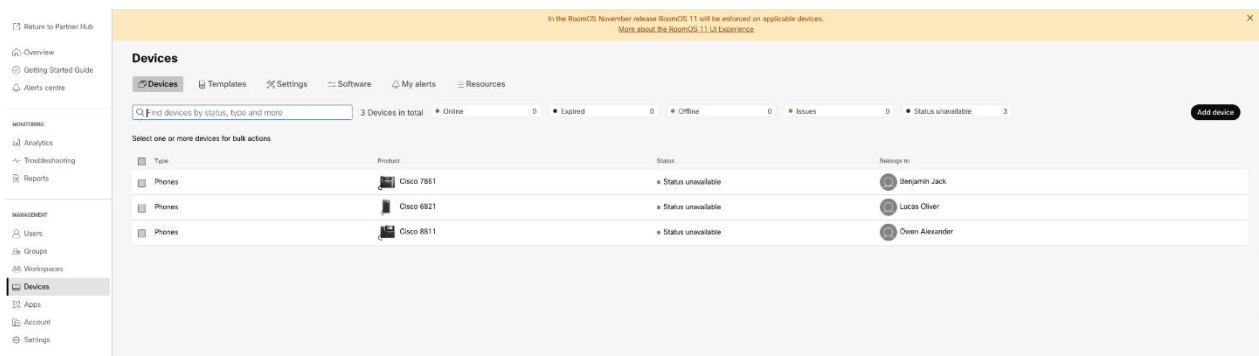 In the RoomOS November release RoomOS 11 will be enforced on applicable devices.
More about the RoomOS 11 UI Experience
Return to Partner Hub
Overview
Getting Started Guide
Alerts centre
MONITORING
Analytics
Troubleshooting
Reports
MANAGEMENT
Users
Groups
Workspaces
Devices
Apps
Account
Settings
Devices
Devices Templates Settings Software My alerts Resources
Find devices by status, type and more 3 Devices in total Online 0 Expired 0 Offline 0 Issues 0 Status unavailable 3 Add device
Select one or more devices for bulk actions
Type Product Status Belongs to
Phones Cisco 7861 Status unavailable Benjamin Jack
Phones Cisco 6821 Status unavailable Lucas Oliver
Phones Cisco 8811 Status unavailable Owen Alexander